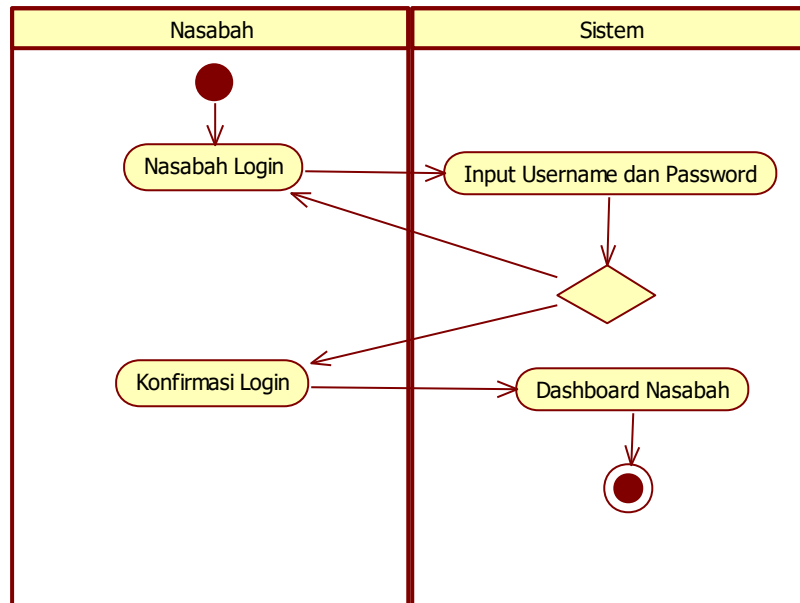 Nasabah
Sistem
Nasabah Login
Input Username dan Password
Konfirmasi Login
Dashboard Nasabah